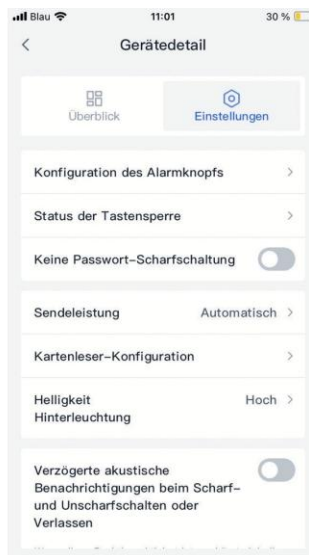 Blau 11:01 30 %
Gerätedetail
Überblick Einstellungen
Konfiguration des Alarmknopfs
Status der Tastensperre
Keine Passwort-Scharfschaltung
Sendeleistung Automatisch
Kartenleser-Konfiguration
Helligkeit Hoch
Hinterleuchtung
Verzögerte akustische
Benachrichtigungen beim Scharf-
und Unscharfschalten oder
Verlassen